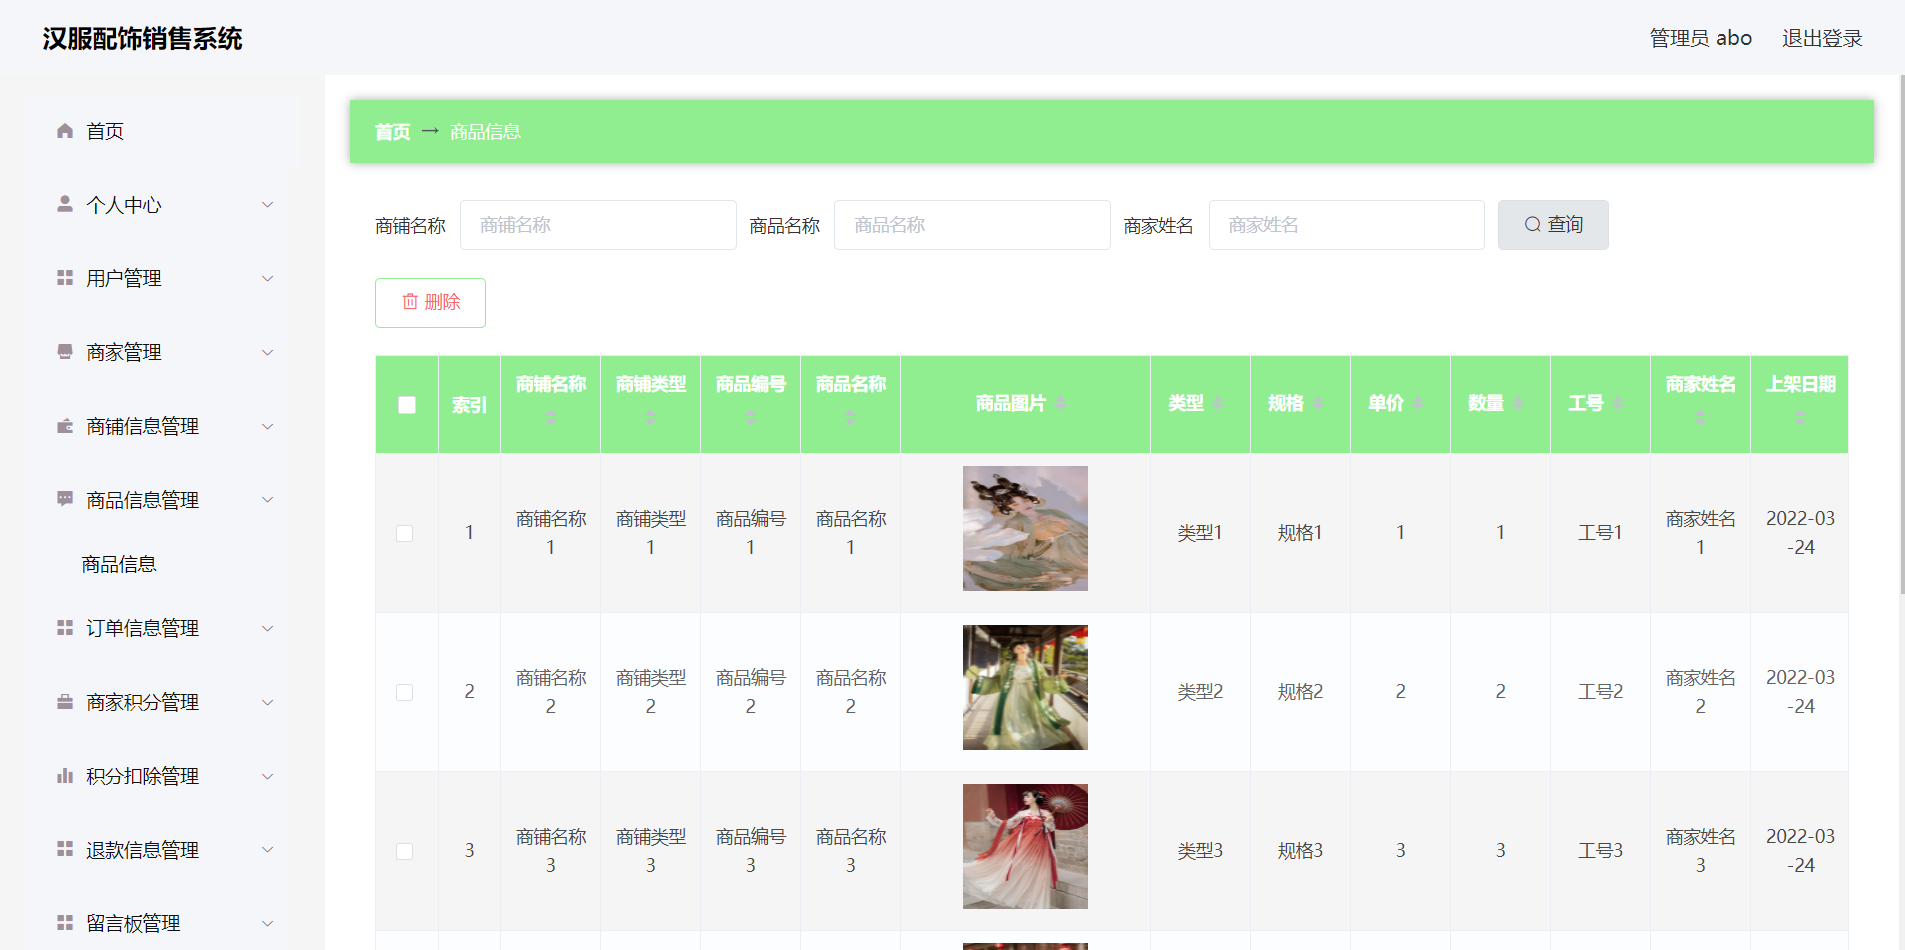 汉服配饰销售系统
管理员 abo
退出登录
首页
个人中心
用户管理
商家管理
商铺信息管理
商品信息管理
商品信息
订单信息管理
商家积分管理
积分扣除管理
退款信息管理
留言板管理
首页 → 商品信息
商铺名称 商铺名称 商品名称 商品名称 商家姓名 商家姓名 查询
删除
索引 商铺名称 商铺类型 商品编号 商品名称 商品图片 类型 规格 单价 数量 工号 商家姓名 上架日期
1 商铺名称1 商铺类型1 商品编号1 商品名称1 类型1 规格1 1 1 工号1 商家姓名1 2022-03-24
2 商铺名称2 商铺类型2 商品编号2 商品名称2 类型2 规格2 2 2 工号2 商家姓名2 2022-03-24
3 商铺名称3 商铺类型3 商品编号3 商品名称3 类型3 规格3 3 3 工号3 商家姓名3 2022-03-24